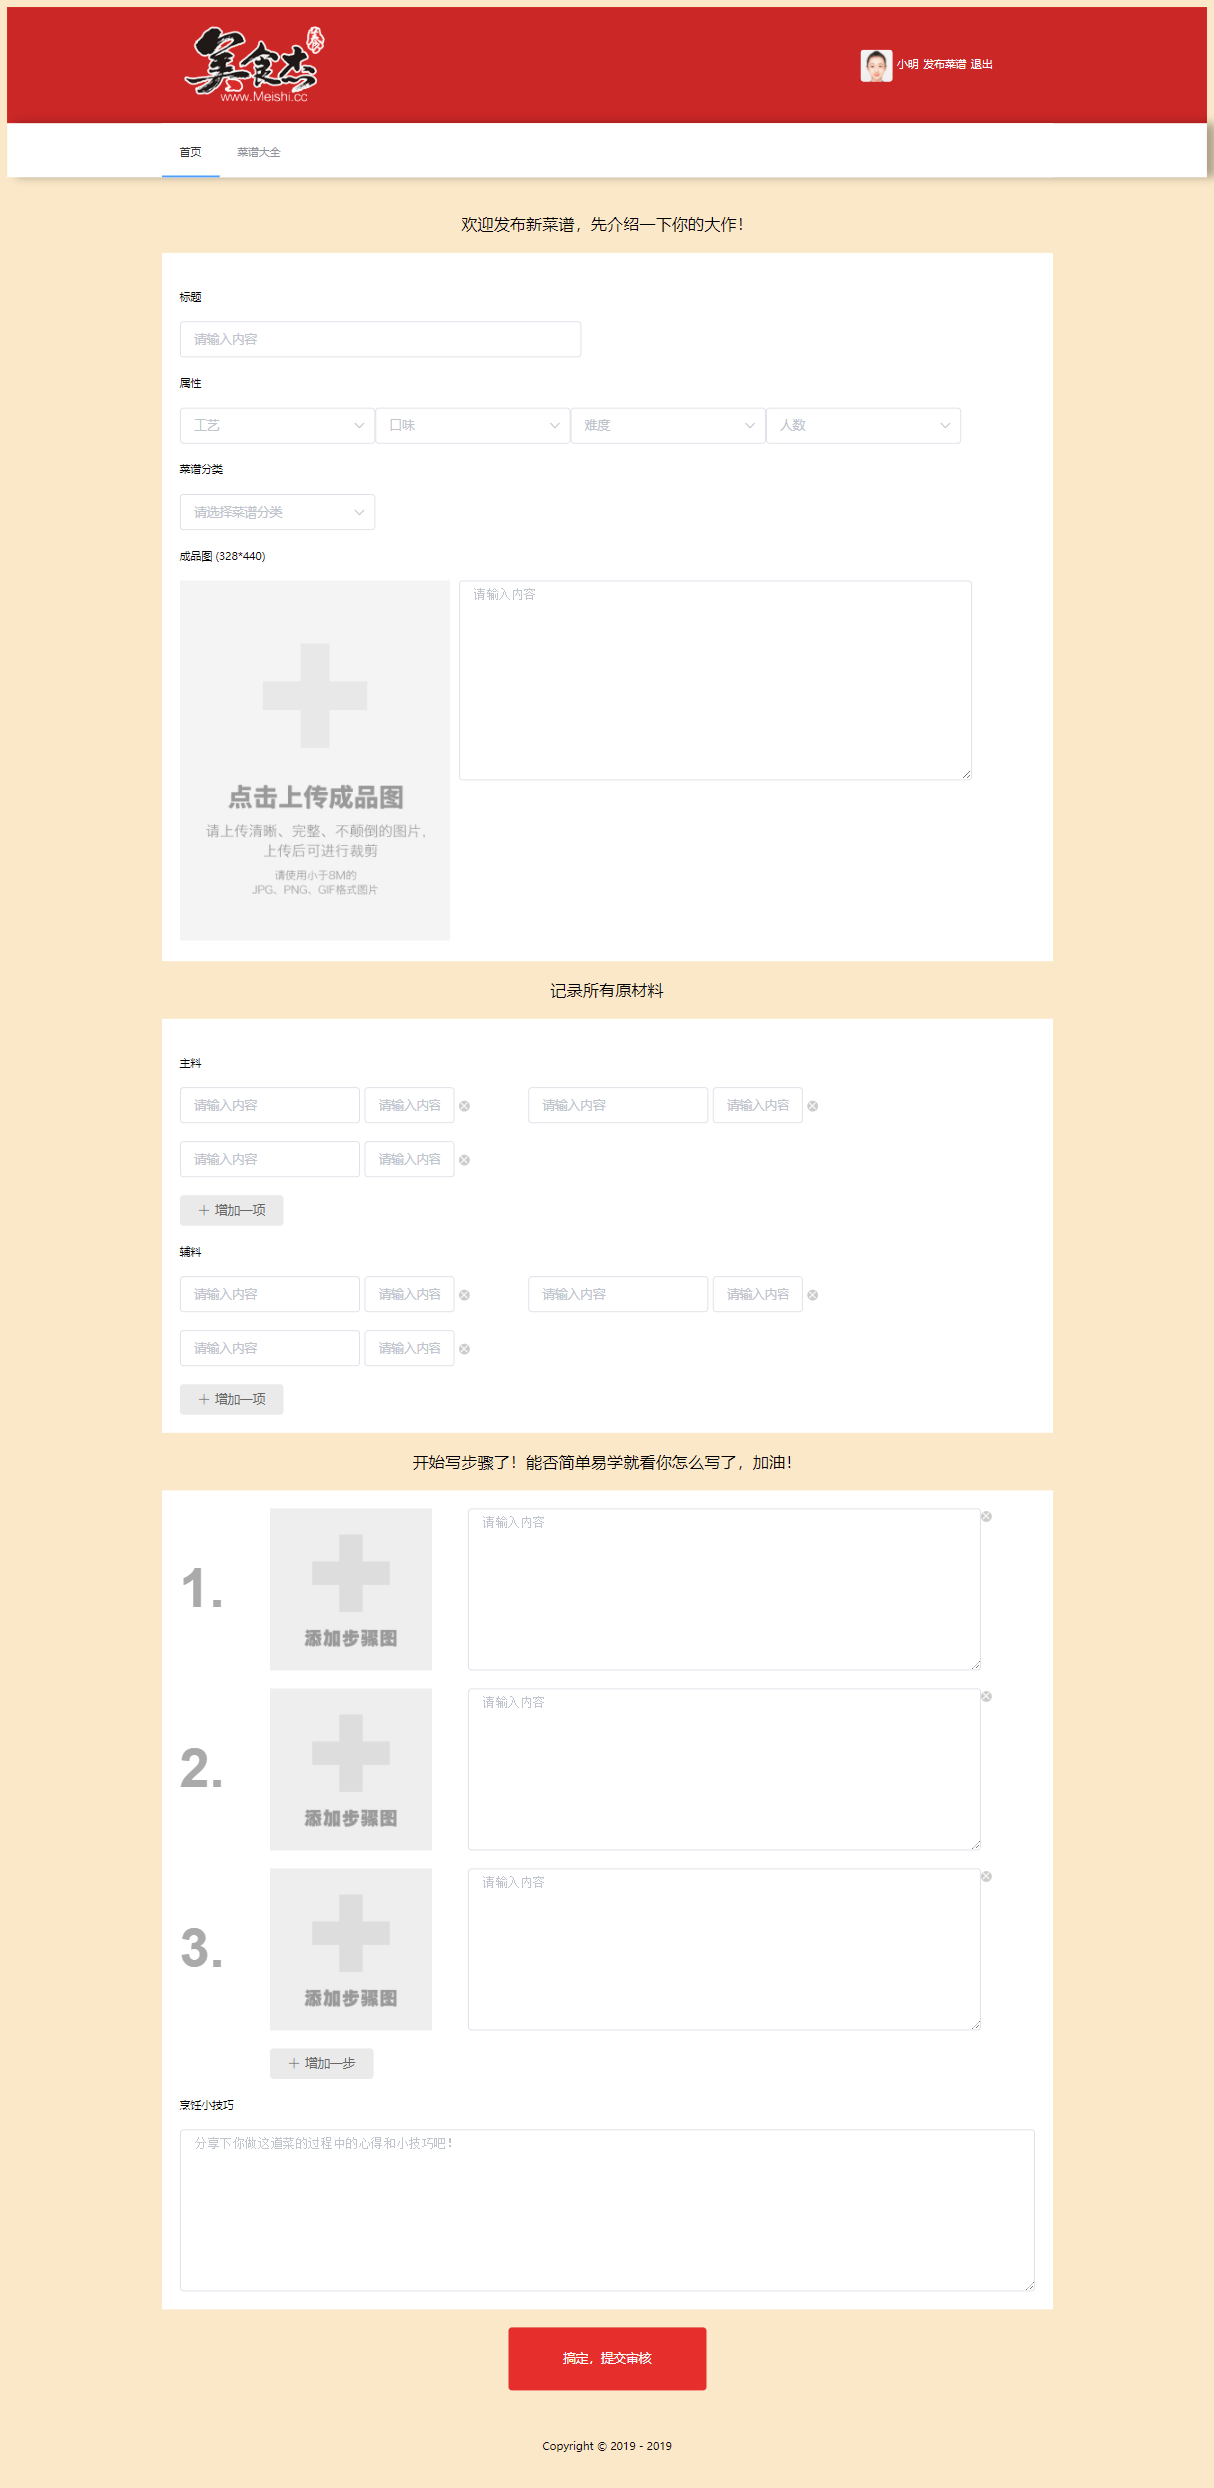 美食杰
www.Meishi.cc
小明 发布菜谱 退出
首页 菜谱大全
欢迎发布新菜谱，先介绍一下你的大作！
标题
请输入内容
属性
工艺 口味 难度 人数
菜谱分类
请选择菜谱分类
成品图 (328*440)
请输入内容
点击上传成品图
请上传清晰、完整、不颠倒的图片，
上传后可进行裁剪
请使用小于8M的
JPG、PNG、GIF格式图片
记录所有原材料
主料
请输入内容 请输入内容 请输入内容 请输入内容
请输入内容 请输入内容
增加一项
辅料
请输入内容 请输入内容 请输入内容 请输入内容
请输入内容 请输入内容
增加一项
开始写步骤了！能否简单易学就看你怎么写了，加油！
请输入内容
1.
添加步骤图
请输入内容
2.
添加步骤图
请输入内容
3.
添加步骤图
增加一步
烹饪小技巧
分享下你做这道菜的过程中的心得和小技巧吧！
搞定，提交审核
Copyright © 2019 - 2019